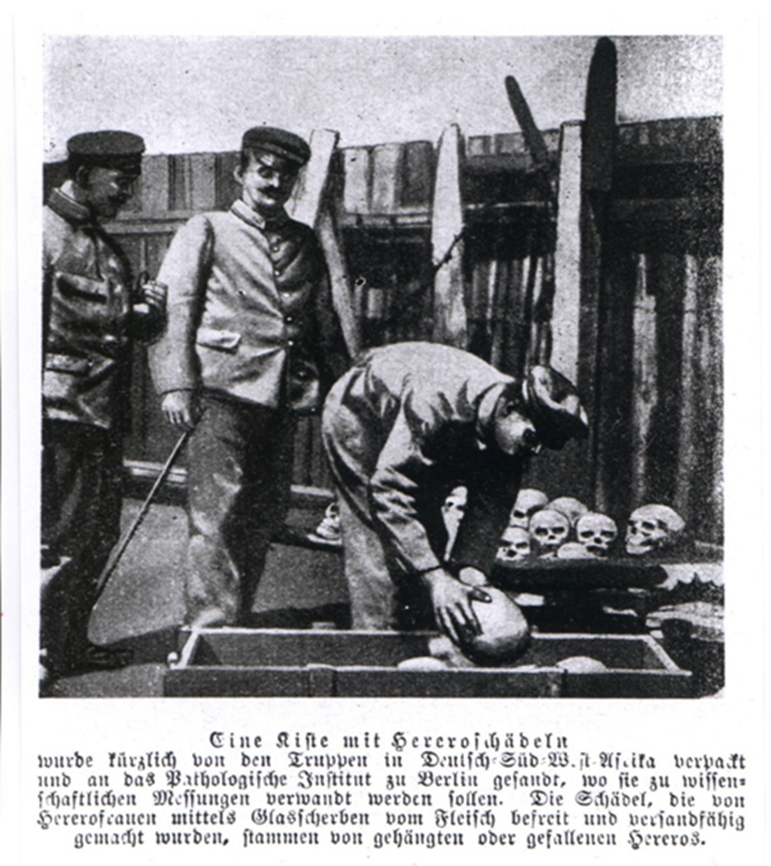 Eine Kiste mit Hereroschädeln
wurde kürzlich von den Truppen in Deutsch-Süd-West-Afrika verpackt
und an das Pathologische Institut zu Berlin gesandt, wo sie zu wissen=
schaftlichen Messungen verwandt werden sollen. Die Schädel, die von
Hererofrauen mittels Glasscherben vom Fleisch befreit und versandfähig
gemacht wurden, stammen von gehängten oder gefallenen Hereros.